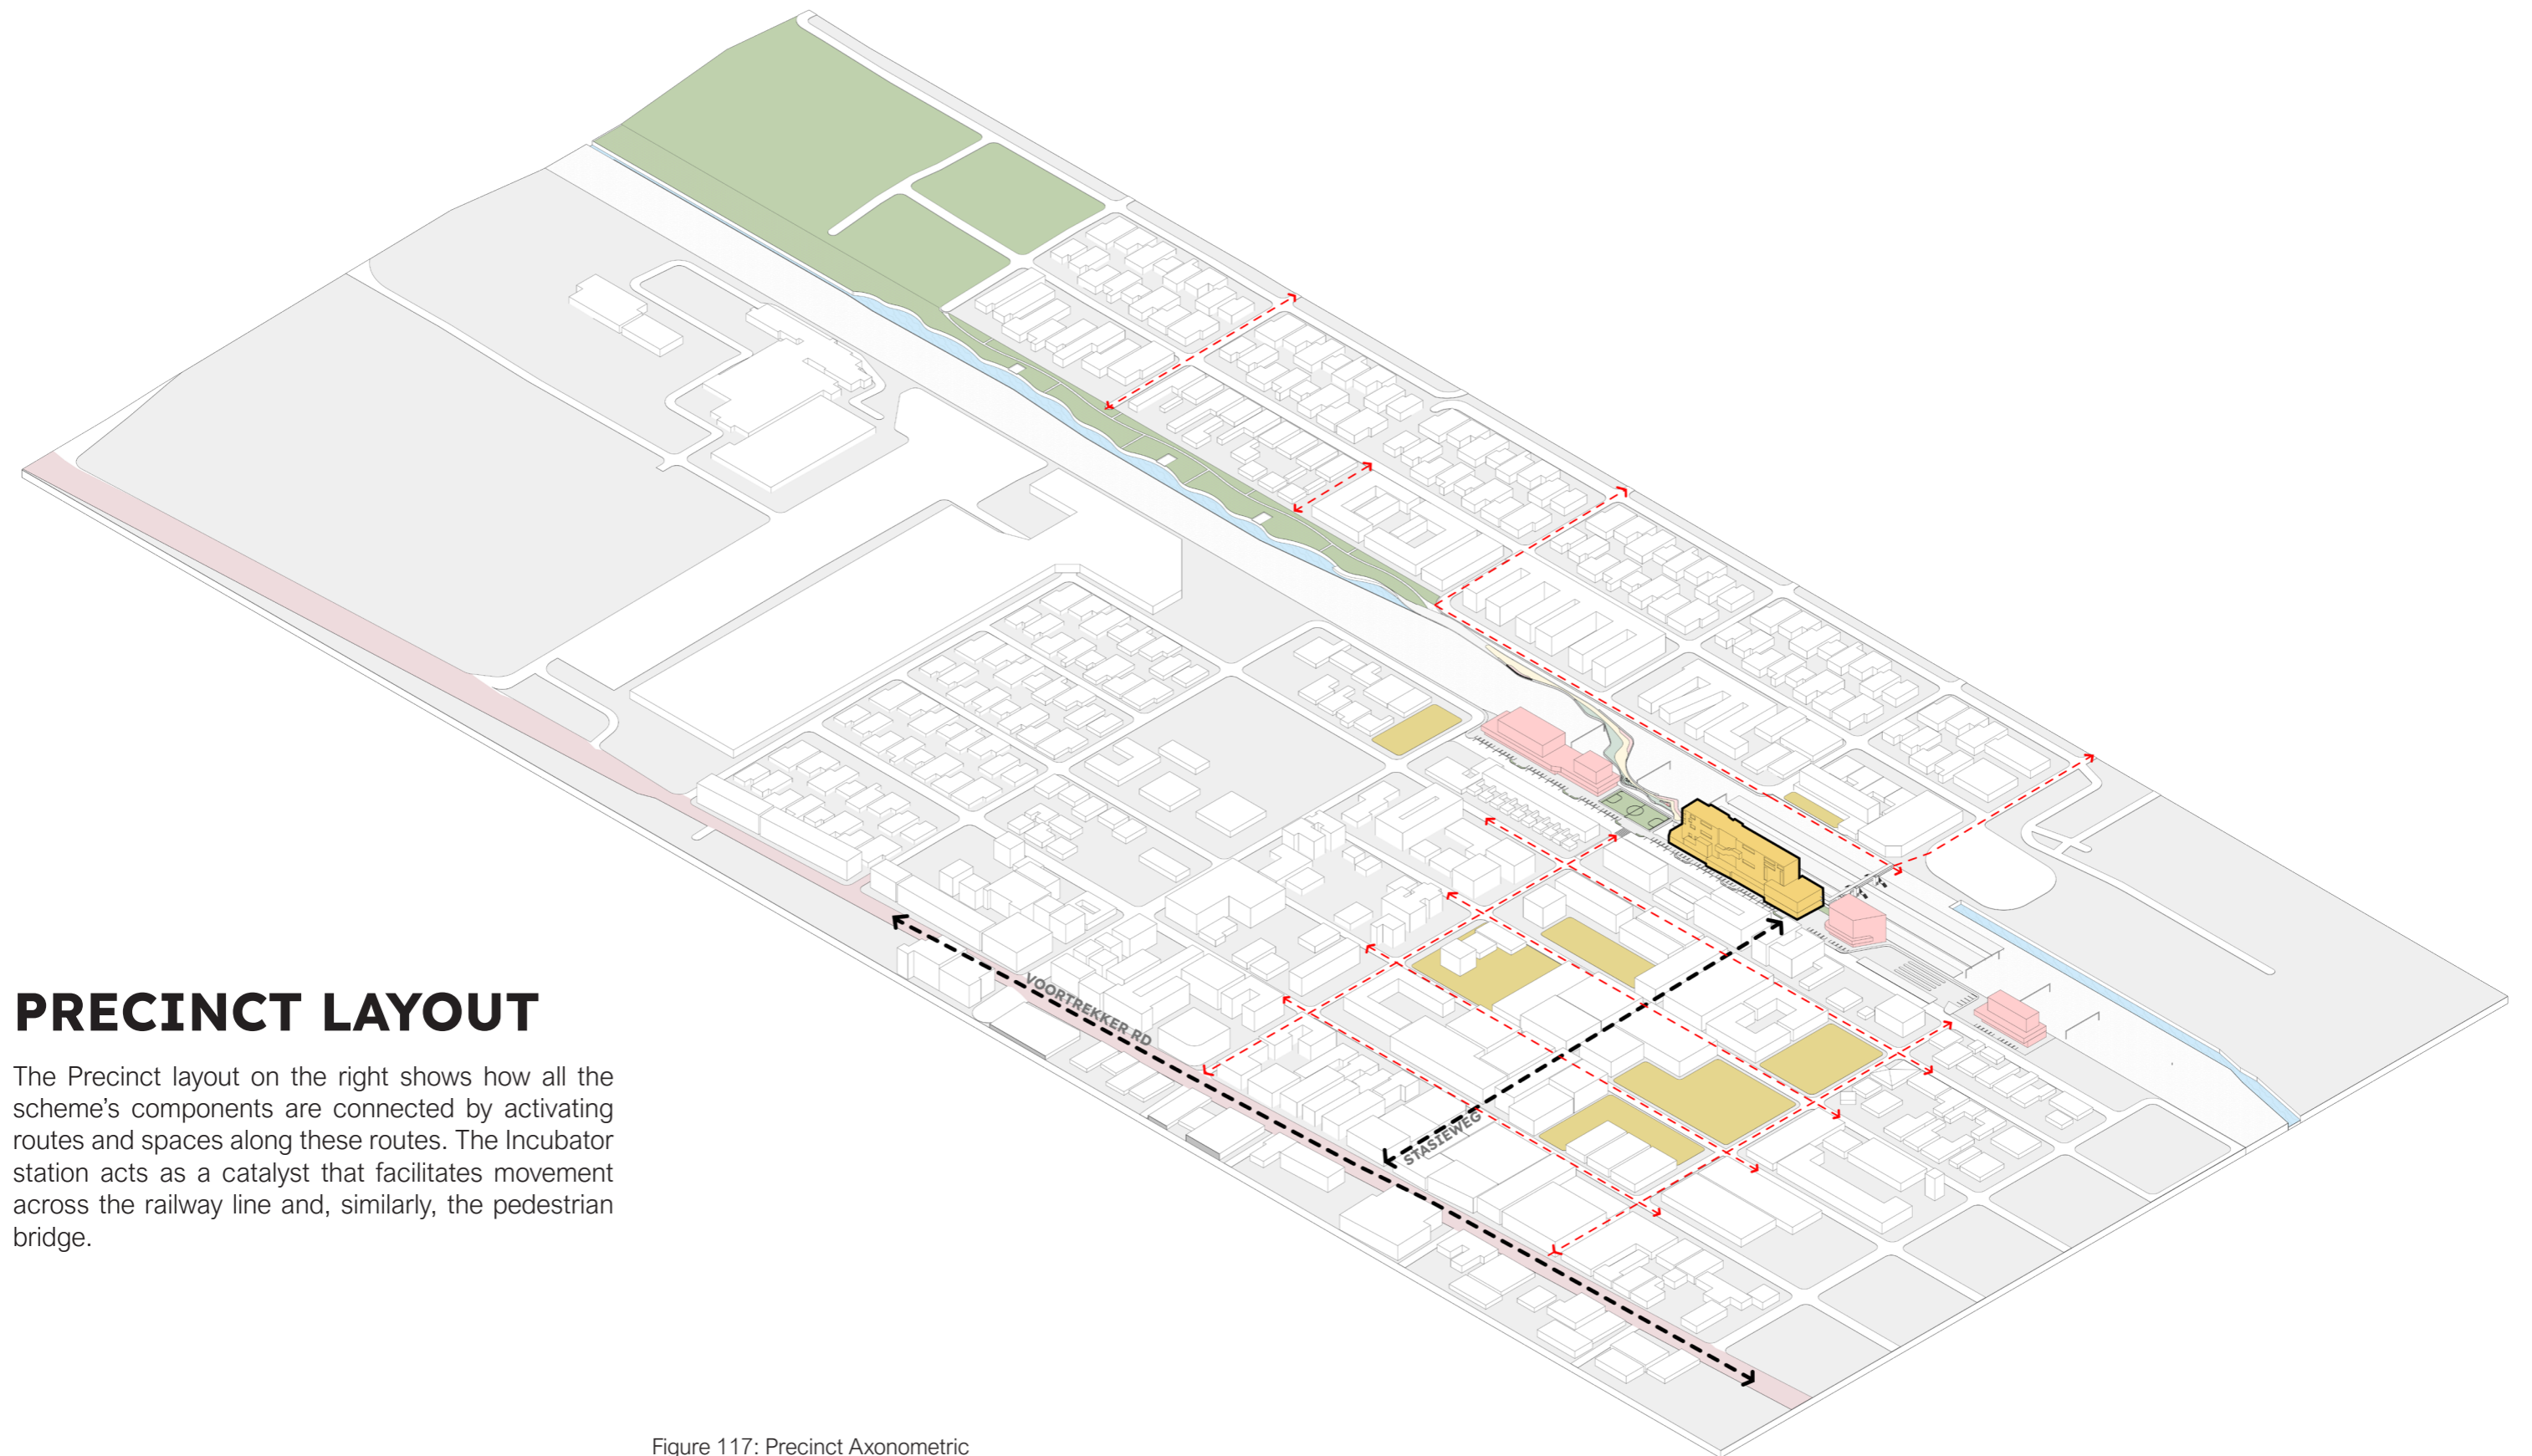 PRECINCT LAYOUT
The Precinct layout on the right shows how all the
scheme's components are connected by activating
routes and spaces along these routes. The Incubator
station acts as a catalyst that facilitates movement
across the railway line and, similarly, the pedestrian
bridge.
VOORTREKKER RD
STASIEWEG
Figure 117: Precinct Axonometric